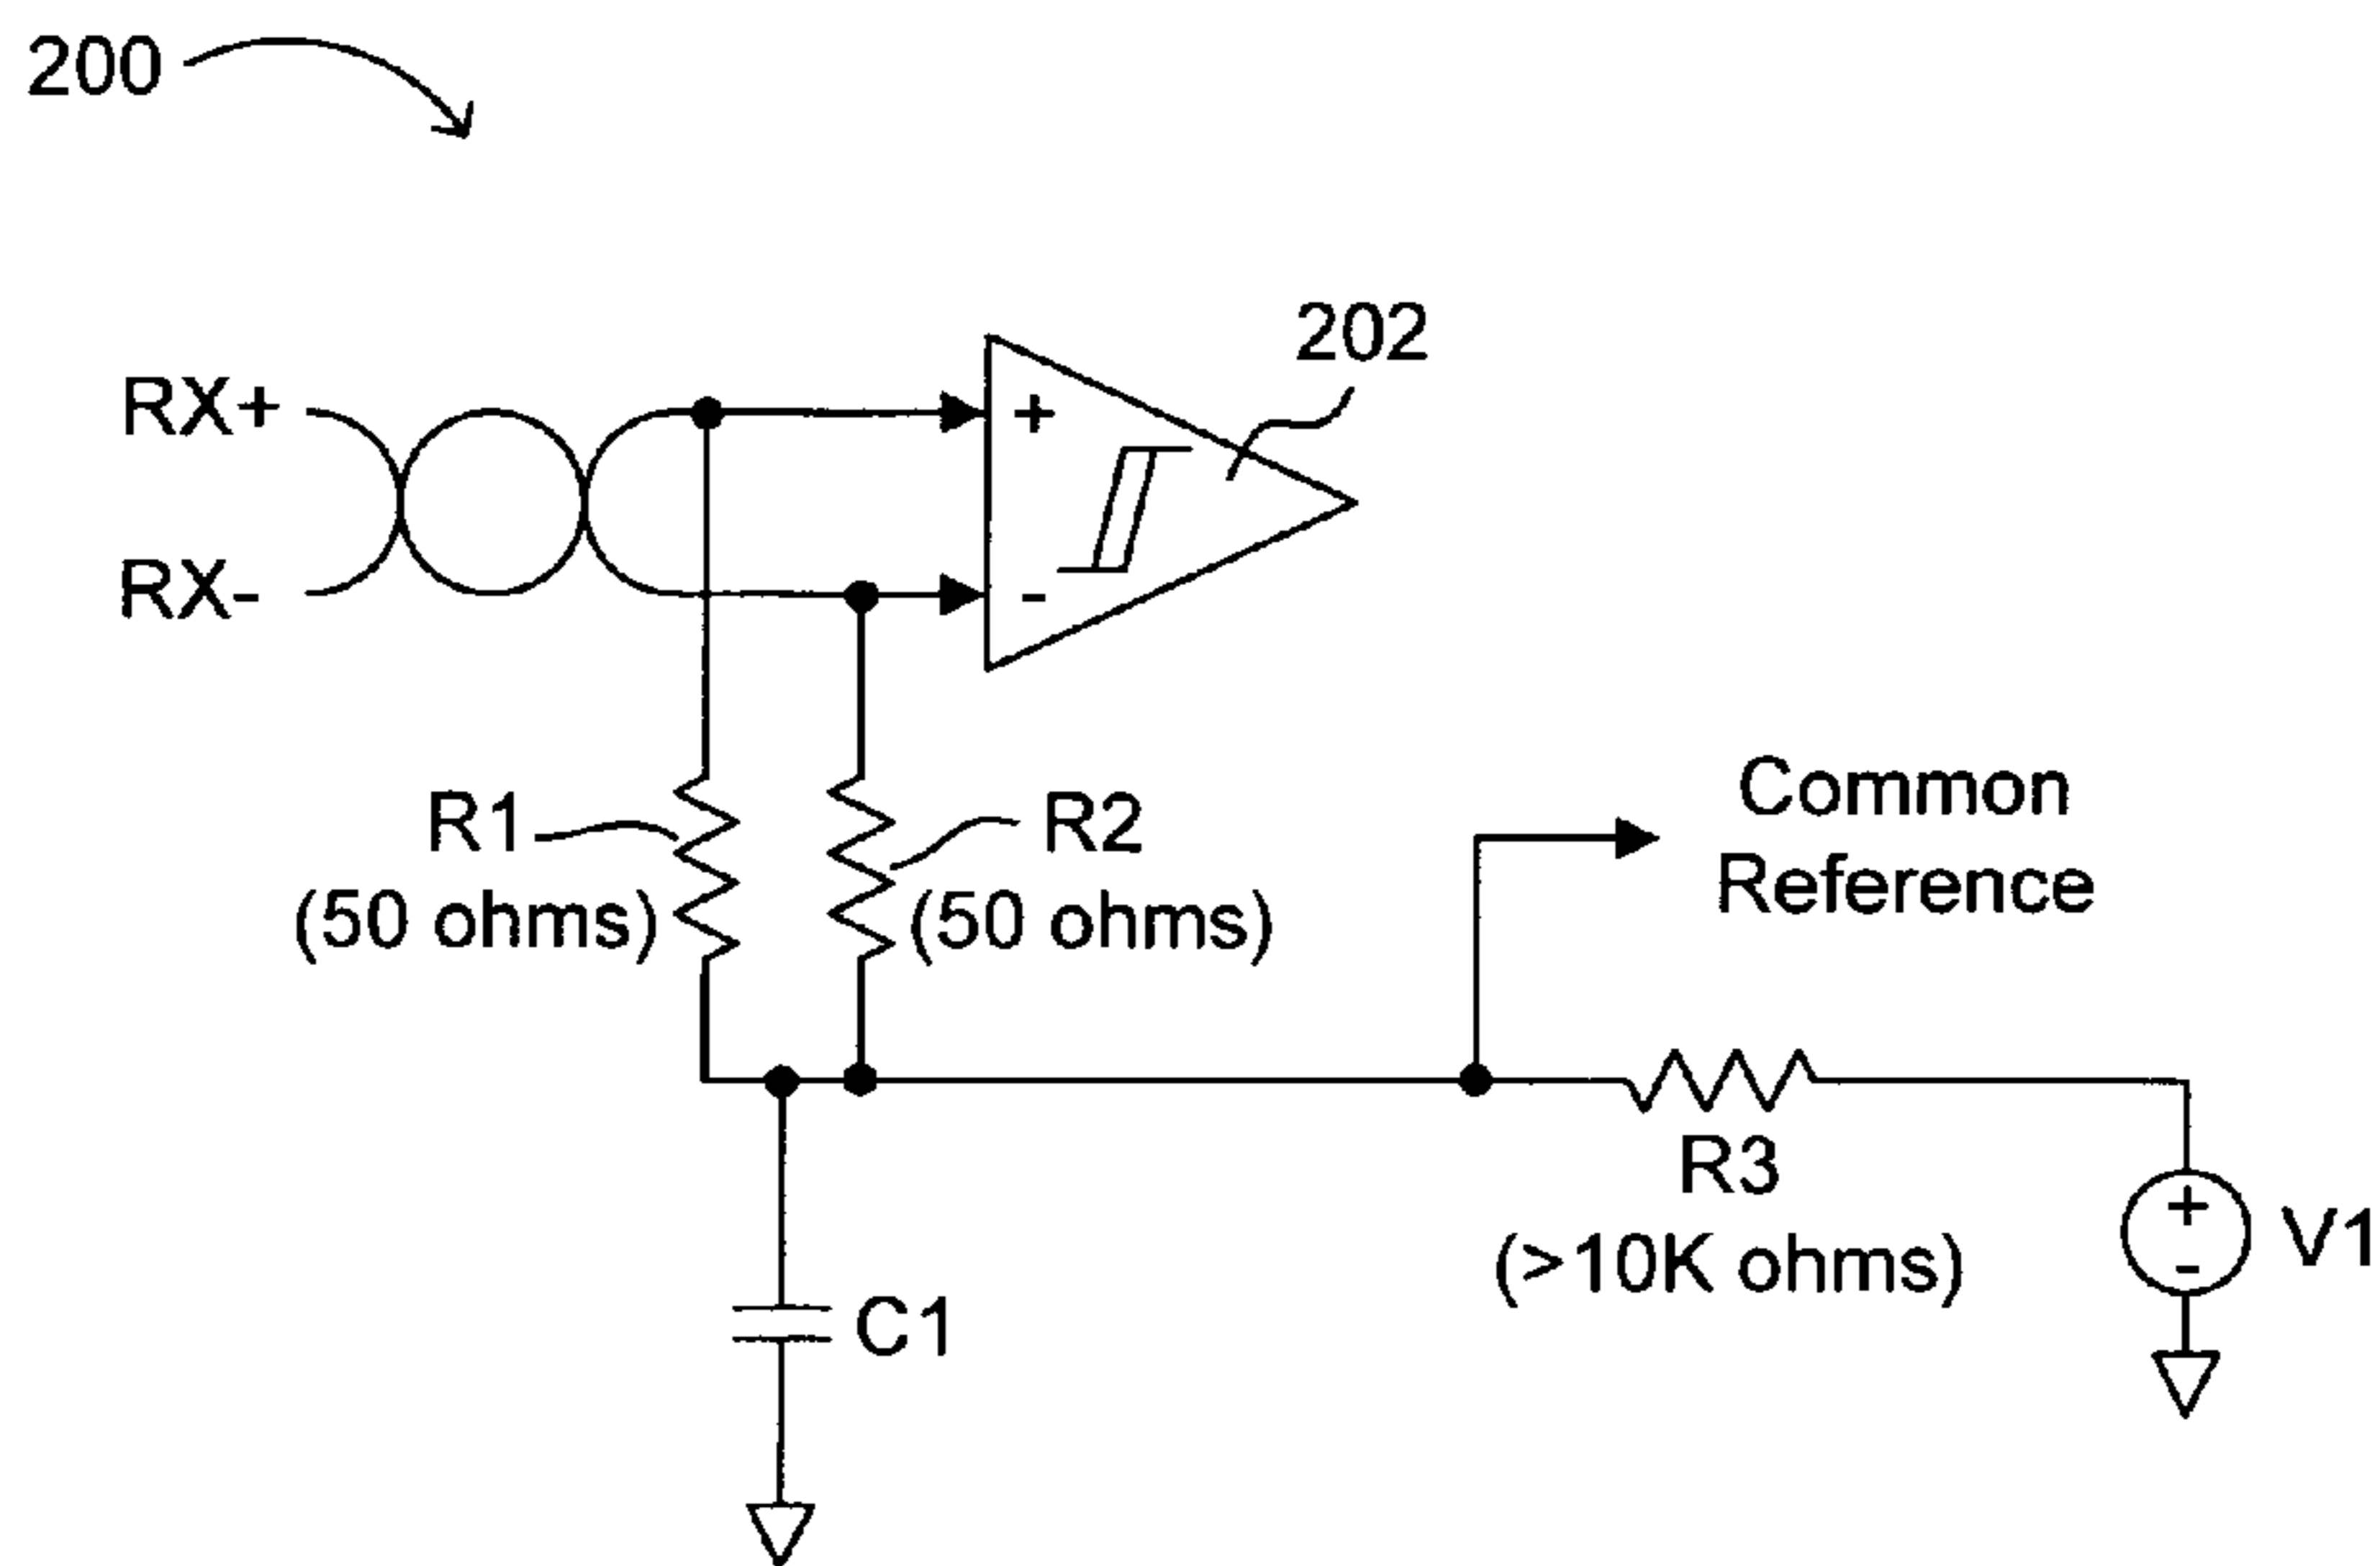 200
202
RX+
+
RX-
-
R1
(50 ohms)
R2
(50 ohms)
Common
Reference
R3
(>10K ohms)
+
-
V1
C1